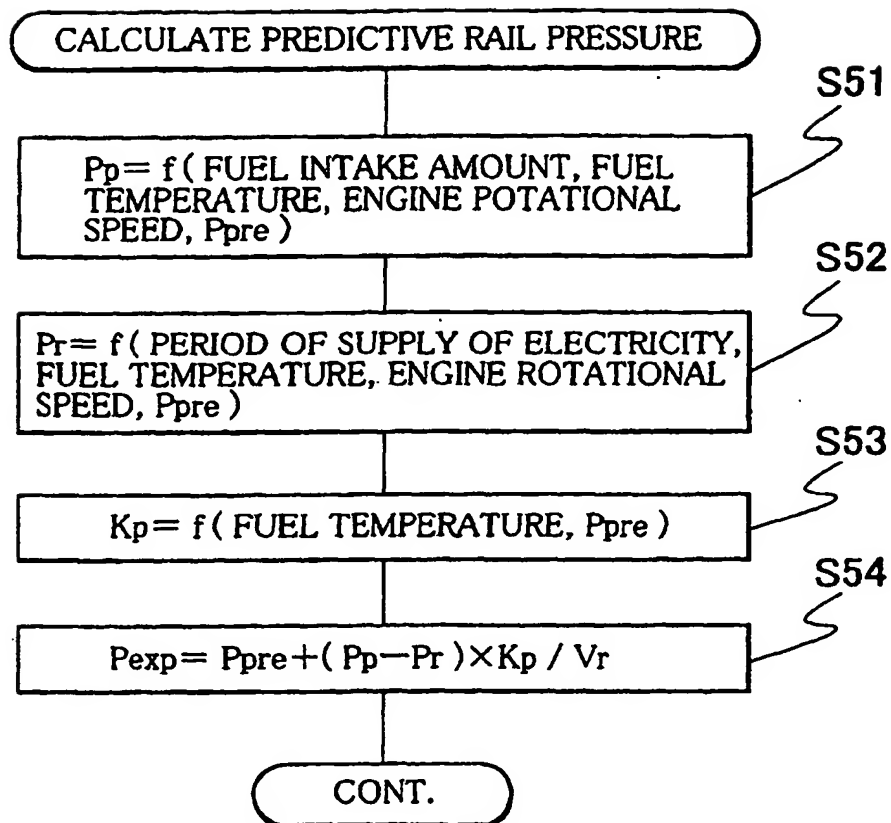 CALCULATE PREDICTIVE RAIL PRESSURE
S51
Pp= f( FUEL INTAKE AMOUNT, FUEL
TEMPERATURE, ENGINE POTATIONAL
SPEED, Ppre )
S52
Pr= f( PERIOD OF SUPPLY OF ELECTRICITY,
FUEL TEMPERATURE, ENGINE ROTATIONAL
SPEED, Ppre )
S53
Kp= f( FUEL TEMPERATURE, Ppre )
S54
Pexp= Ppre+( Pp−Pr )×Kp / Vr
CONT.